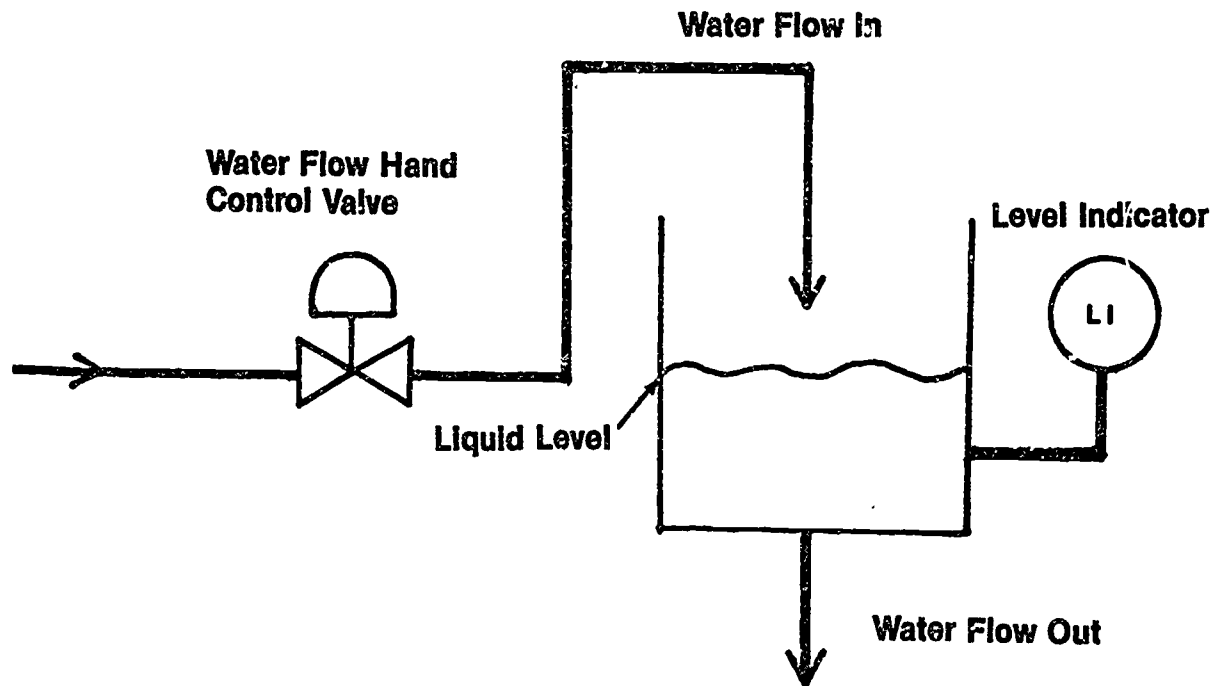 Water Flow In
Water Flow Hand
Control Valve
Level Indicator
LI
Liquid Level
Water Flow Out